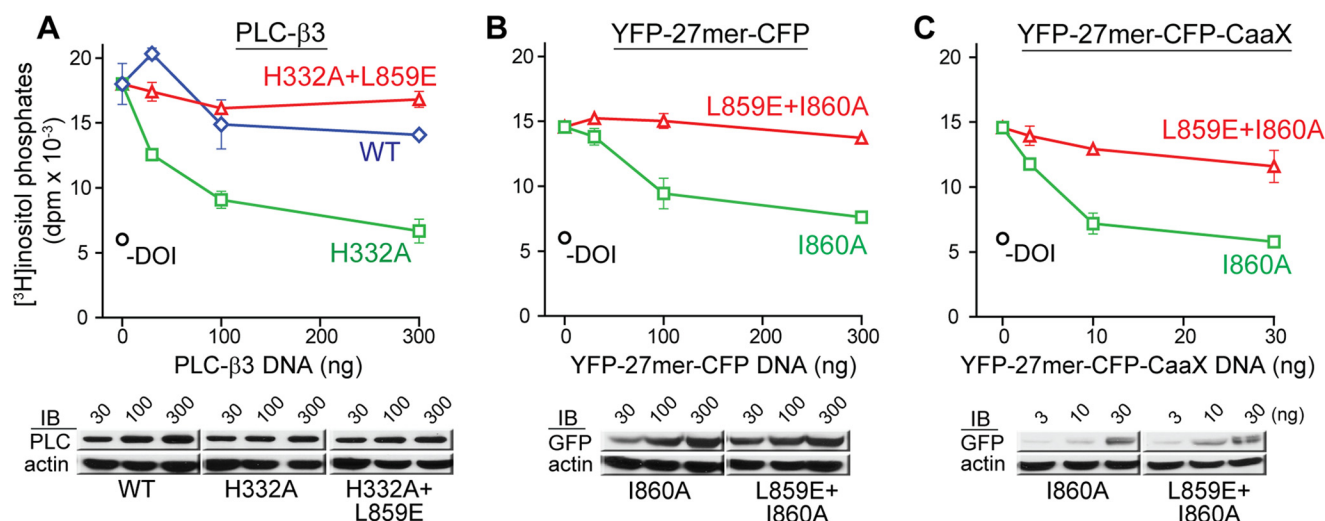 A
PLC-β3
[³H]inositol phosphates
(dpm x 10⁻³)
20
15
10
5
0
H332A+L859E
WT
H332A
-DOI
0
100
200
300
PLC-β3 DNA (ng)
IB
30
100
300
30
100
300
30
100
300
PLC
actin
WT
H332A
H332A+
L859E
B
YFP-27mer-CFP
20
15
10
5
0
L859E+I860A
I860A
-DOI
0
100
200
300
YFP-27mer-CFP DNA (ng)
IB
30
100
300
30
100
300
GFP
actin
I860A
L859E+
I860A
C
YFP-27mer-CFP-CaaX
20
15
10
5
0
L859E+I860A
I860A
-DOI
0
10
20
30
YFP-27mer-CFP-CaaX DNA (ng)
IB
3
10
30
3
10
30
(ng)
GFP
actin
I860A
L859E+
I860A